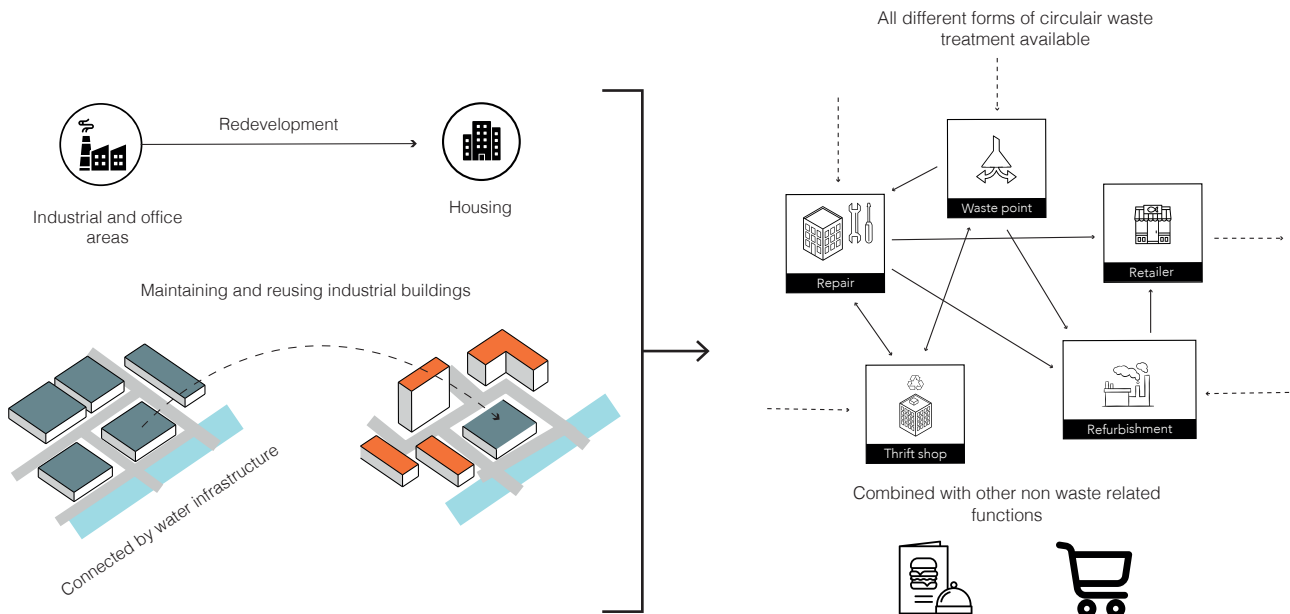 All different forms of circulair waste
treatment available
Redevelopment
Industrial and office
areas
Housing
Maintaining and reusing industrial buildings
Connected by water infrastructure
Waste point
Repair
Retailer
Thrift shop
Refurbishment
Combined with other non waste related
functions